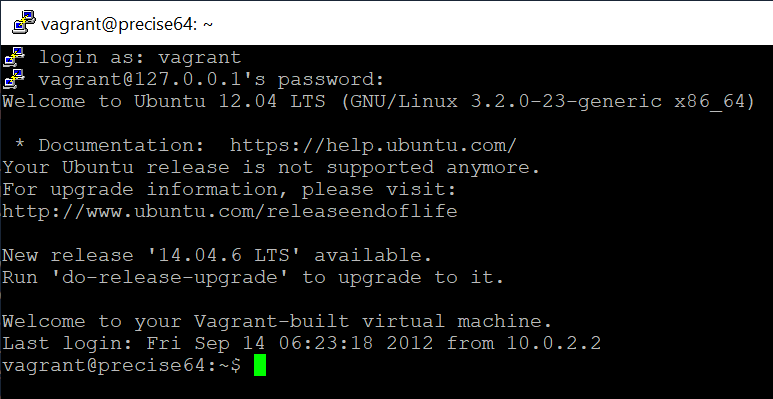 vagrant@precise64: ~
login as: vagrant
vagrant@127.0.0.1's password:
Welcome to Ubuntu 12.04 LTS (GNU/Linux 3.2.0-23-generic x86_64)
* Documentation:  https://help.ubuntu.com/
Your Ubuntu release is not supported anymore.
For upgrade information, please visit:
http://www.ubuntu.com/releaseendoflife
New release '14.04.6 LTS' available.
Run 'do-release-upgrade' to upgrade to it.
Welcome to your Vagrant-built virtual machine.
Last login: Fri Sep 14 06:23:18 2012 from 10.0.2.2
vagrant@precise64:~$